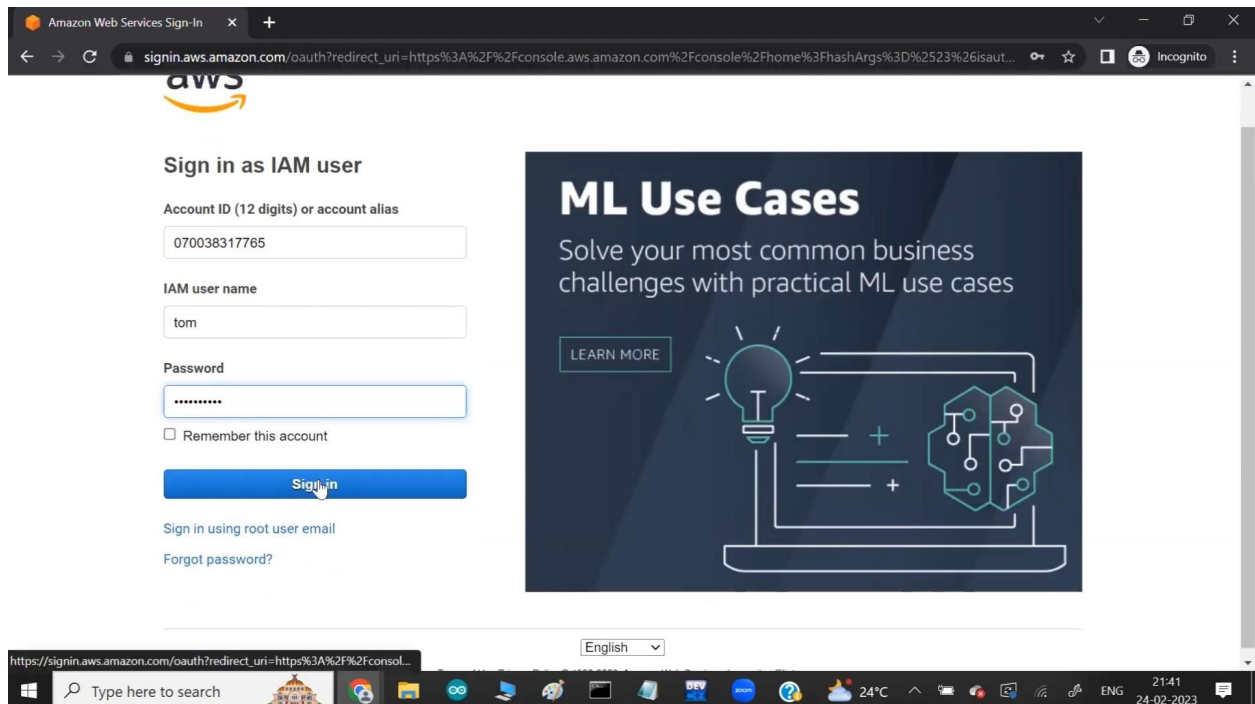 Amazon Web Services Sign-In
signin.aws.amazon.com/oauth?redirect_uri=https%3A%2F%2Fconsole.aws.amazon.com%2Fconsole%2Fhome%3FhashArgs%3D%2523%26isaut...
Incognito
aws
Sign in as IAM user
Account ID (12 digits) or account alias
070038317765
IAM user name
tom
Password
••••••••••
Remember this account
Sign in
Sign in using root user email
Forgot password?
ML Use Cases
Solve your most common business
challenges with practical ML use cases
LEARN MORE
English
https://signin.aws.amazon.com/oauth?redirect_uri=https%3A%2F%2Fconsol...
Type here to search
DEV
zoom
24°C
ENG
21:41
24-02-2023